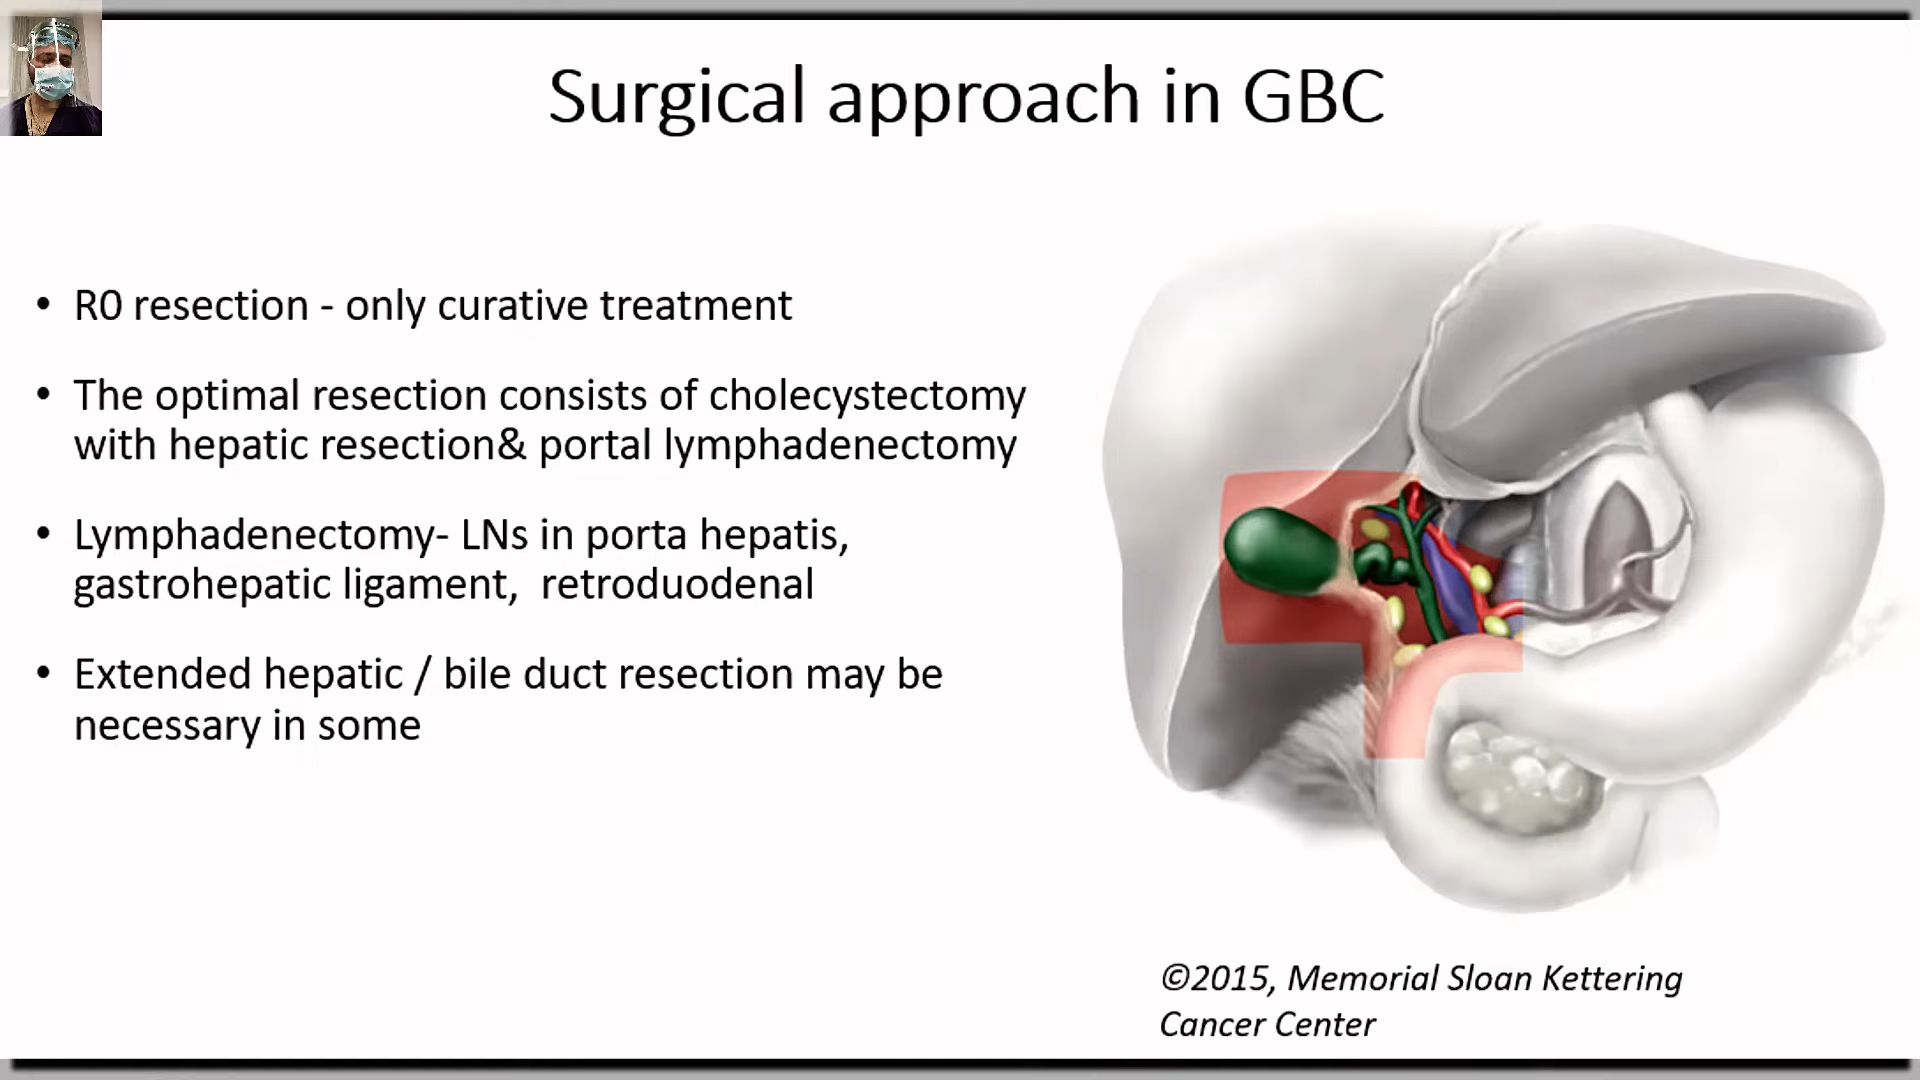 Surgical approach in GBC
• R0 resection - only curative treatment
• The optimal resection consists of cholecystectomy
with hepatic resection& portal lymphadenectomy
• Lymphadenectomy- LNs in porta hepatis,
gastrohepatic ligament,  retroduodenal
• Extended hepatic / bile duct resection may be
necessary in some
©2015, Memorial Sloan Kettering
Cancer Center